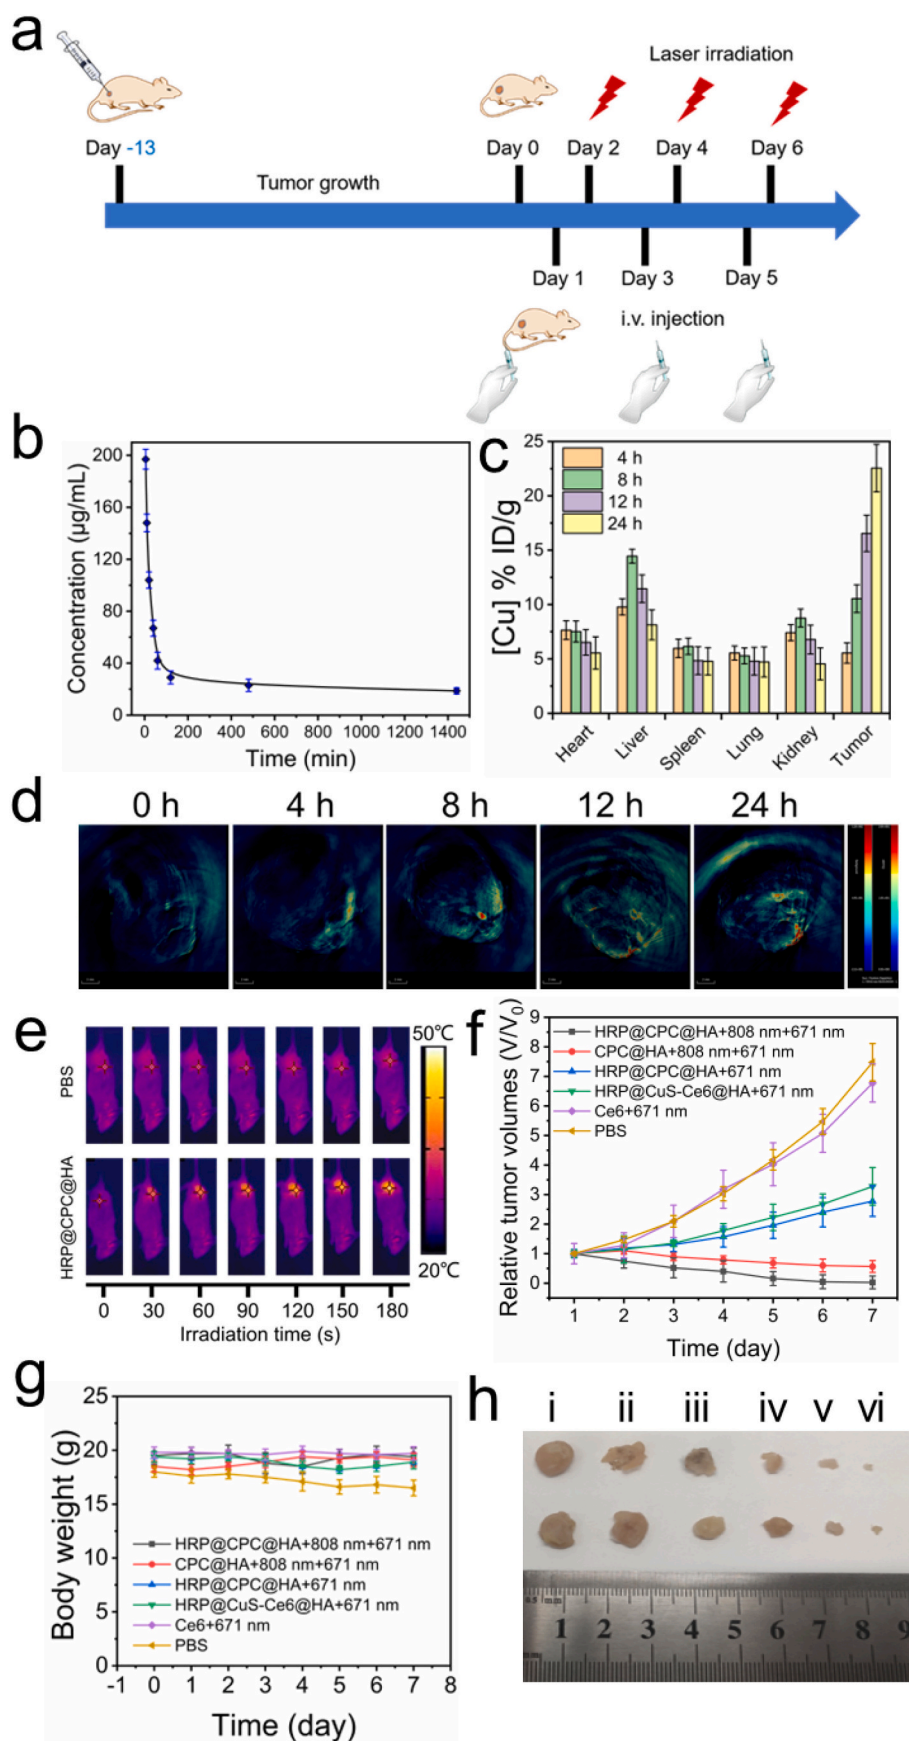 a
Laser irradiation
Day -13
Day 0
Day 2
Day 4
Day 6
Tumor growth
Day 1
Day 3
Day 5
i.v. injection
b
Concentration (μg/mL)
200
160
120
80
40
0
0 200 400 600 800 1000 1200 1400
Time (min)
c
[Cu] % ID/g
25
20
15
10
5
0
4 h
8 h
12 h
24 h
Heart
Liver
Spleen
Lung
Kidney
Tumor
d
0 h
4 h
8 h
12 h
24 h
e
PBS
HRP@CPC@HA
50℃
20℃
0 30 60 90 120 150 180
Irradiation time (s)
f
Relative tumor volumes (V/V0)
9
8
7
6
5
4
3
2
1
0
HRP@CPC@HA+808 nm+671 nm
CPC@HA+808 nm+671 nm
HRP@CPC@HA+671 nm
HRP@CuS-Ce6@HA+671 nm
Ce6+671 nm
PBS
1 2 3 4 5 6 7
Time (day)
g
Body weight (g)
25
20
15
10
5
0
HRP@CPC@HA+808 nm+671 nm
CPC@HA+808 nm+671 nm
HRP@CPC@HA+671 nm
HRP@CuS-Ce6@HA+671 nm
Ce6+671 nm
PBS
-1 0 1 2 3 4 5 6 7 8
Time (day)
h
i ii iii iv v vi
0.5 mm
1 2 3 4 5 6 7 8 9